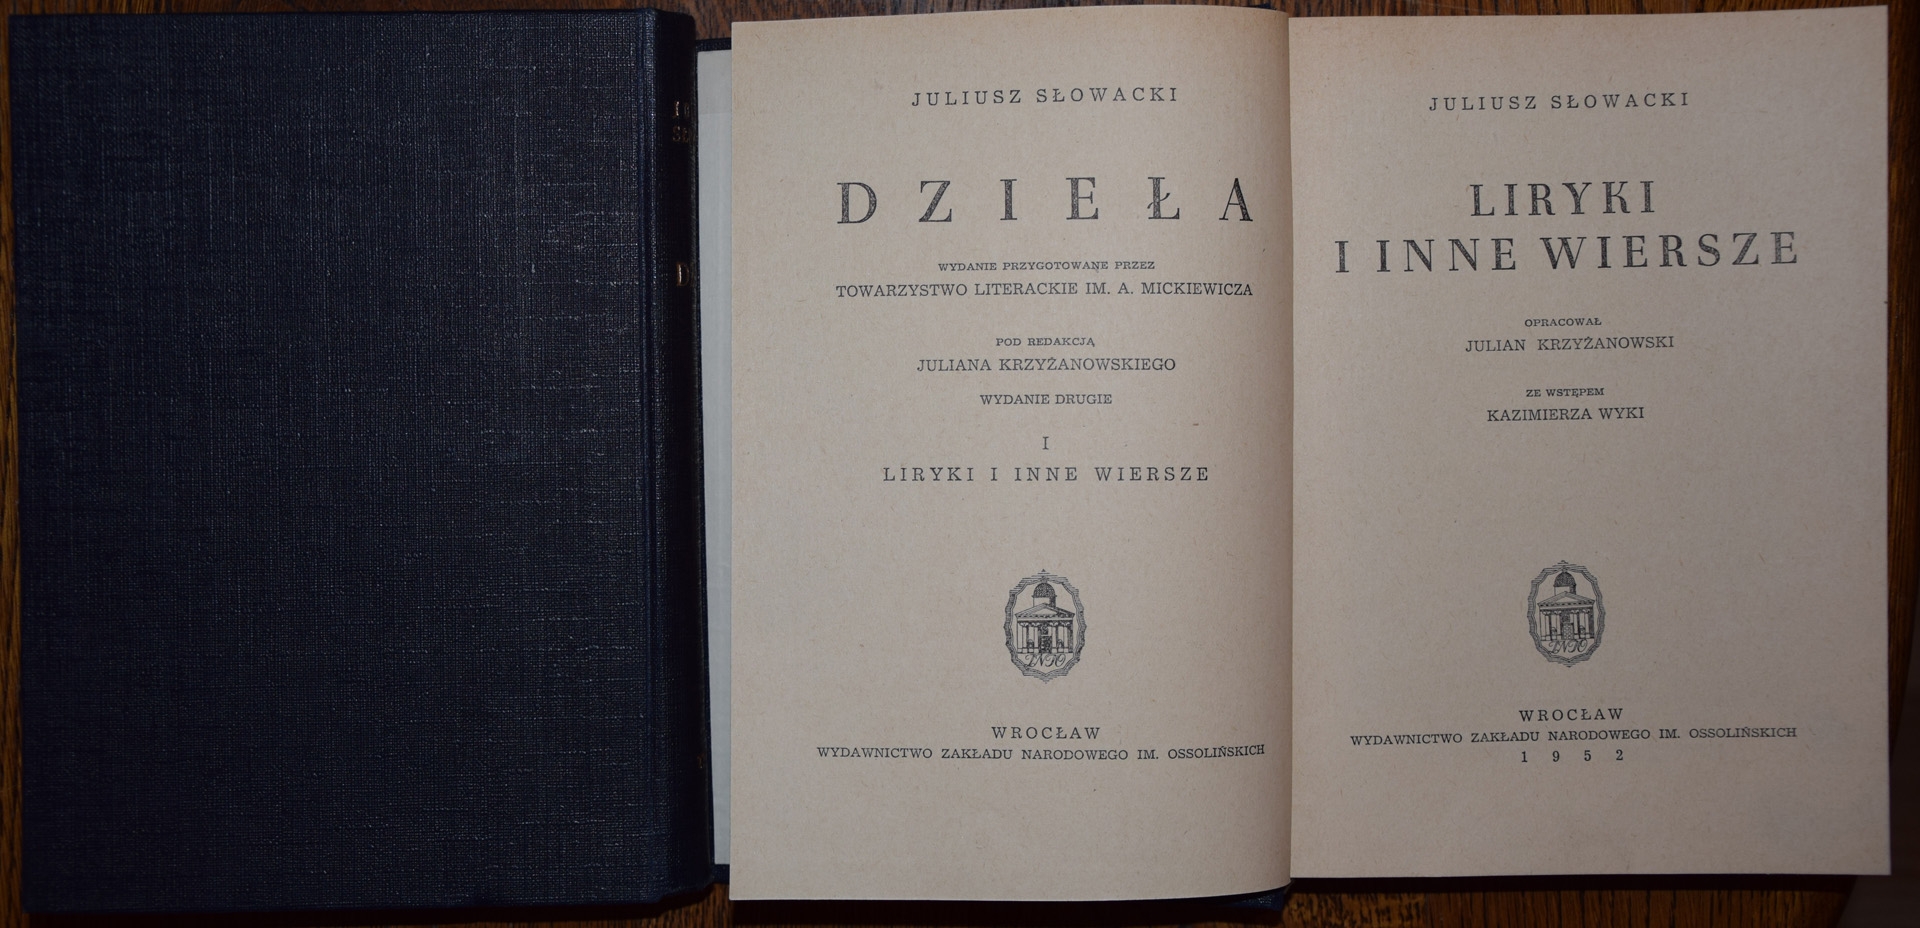 JULIUSZ SŁOWACKI
DZIEŁA
WYDANIE PRZYGOTOWANE PRZEZ
TOWARZYSTWO LITERACKIE IM. A. MICKIEWICZA
POD REDAKCJĄ
JULIANA KRZYŻANOWSKIEGO
WYDANIE DRUGIE
I
LIRYKI I INNE WIERSZE
WROCŁAW
WYDAWNICTWO ZAKŁADU NARODOWEGO IM. OSSOLIŃSKICH
JULIUSZ SŁOWACKI
LIRYKI
I INNE WIERSZE
OPRACOWAŁ
JULIAN KRZYŻANOWSKI
ZE WSTĘPEM
KAZIMIERZA WYKI
WROCŁAW
WYDAWNICTWO ZAKŁADU NARODOWEGO IM. OSSOLIŃSKICH
1952